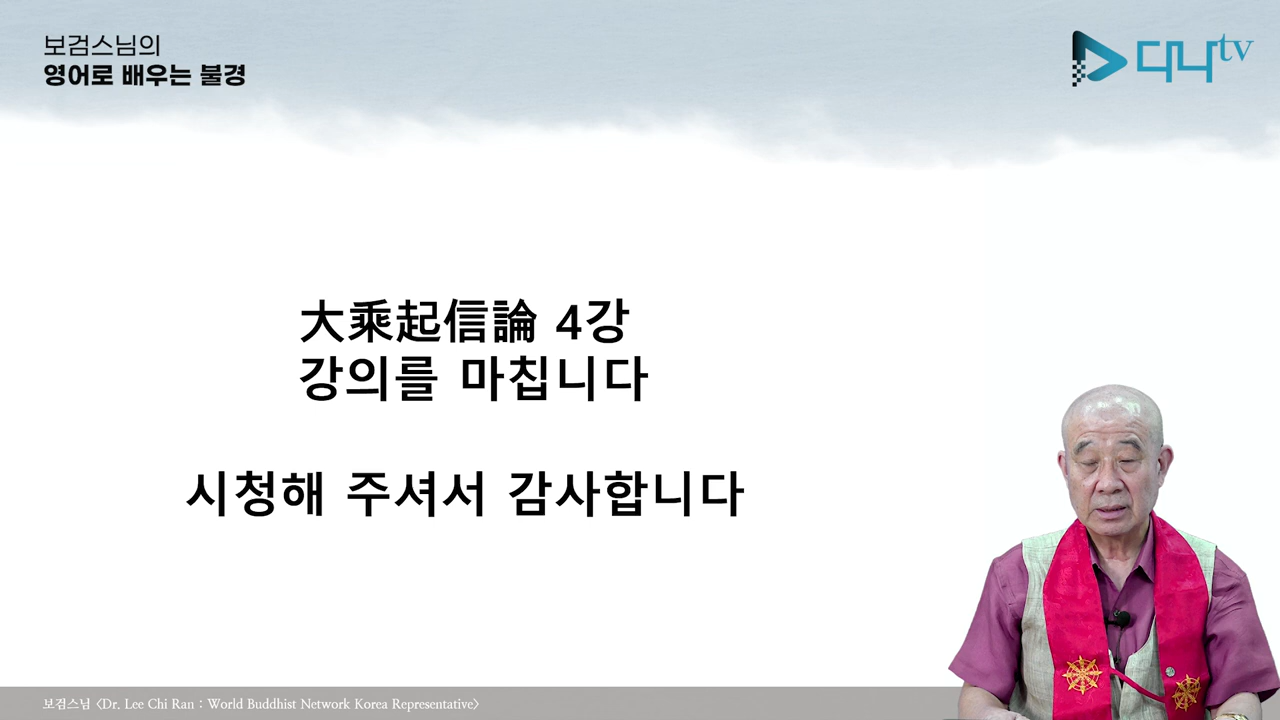 보검스님의
영어로 배우는 불경
디나tv
大乘起信論 4강
강의를 마칩니다
시청해 주셔서 감사합니다
보검스님 <Dr. Lee Chi Ran : World Buddhist Network Korea Representative>